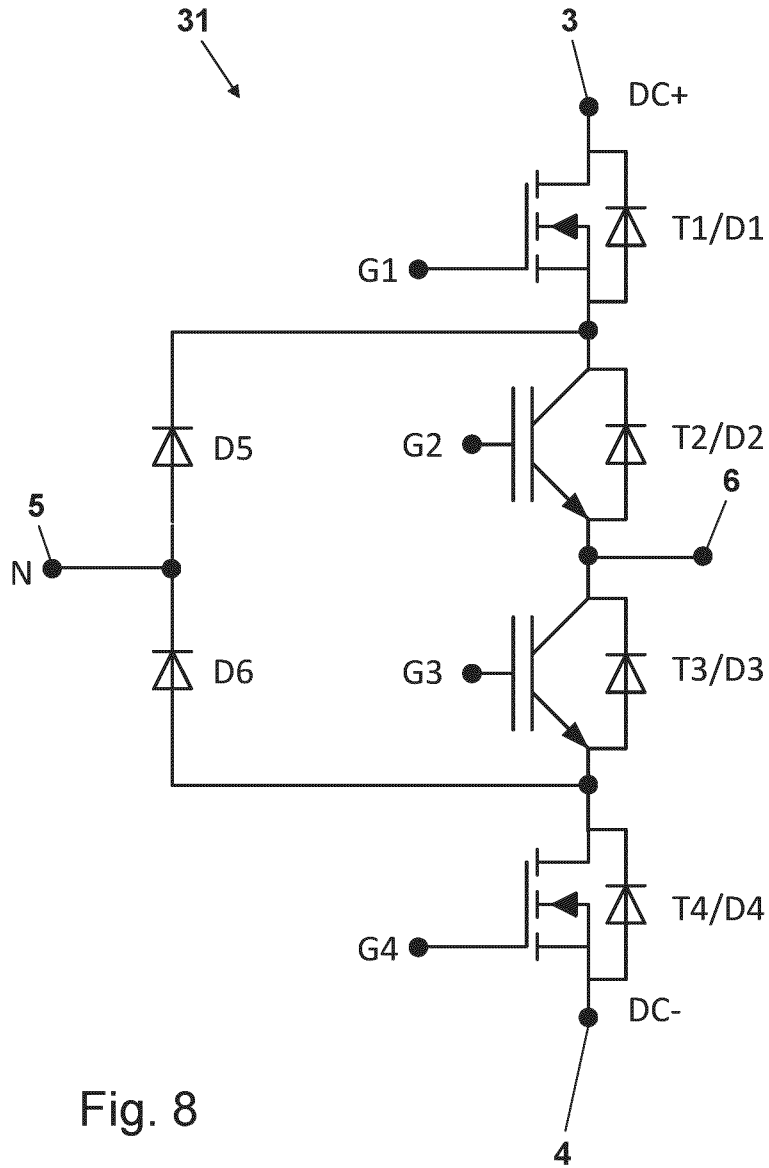 31
3
DC+
T1/D1
G1
D5
G2
T2/D2
5
6
N
D6
G3
T3/D3
G4
T4/D4
DC-
Fig. 8
4